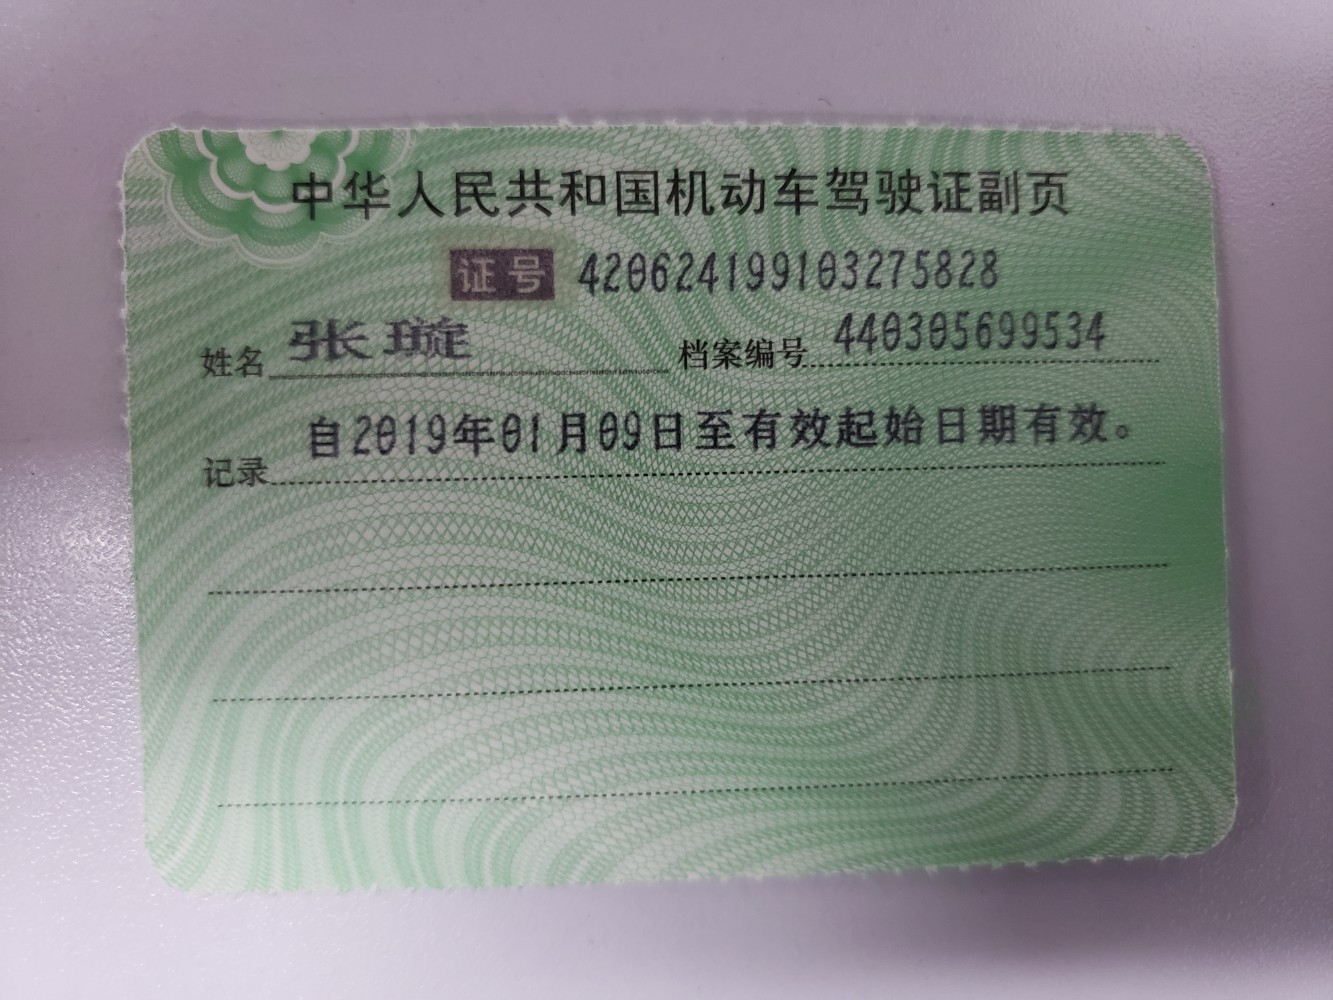 中华人民共和国机动车驾驶证副页
证号 420624199103275828
姓名 张璇 档案编号 440305699534
记录 自2019年01月09日至有效起始日期有效。